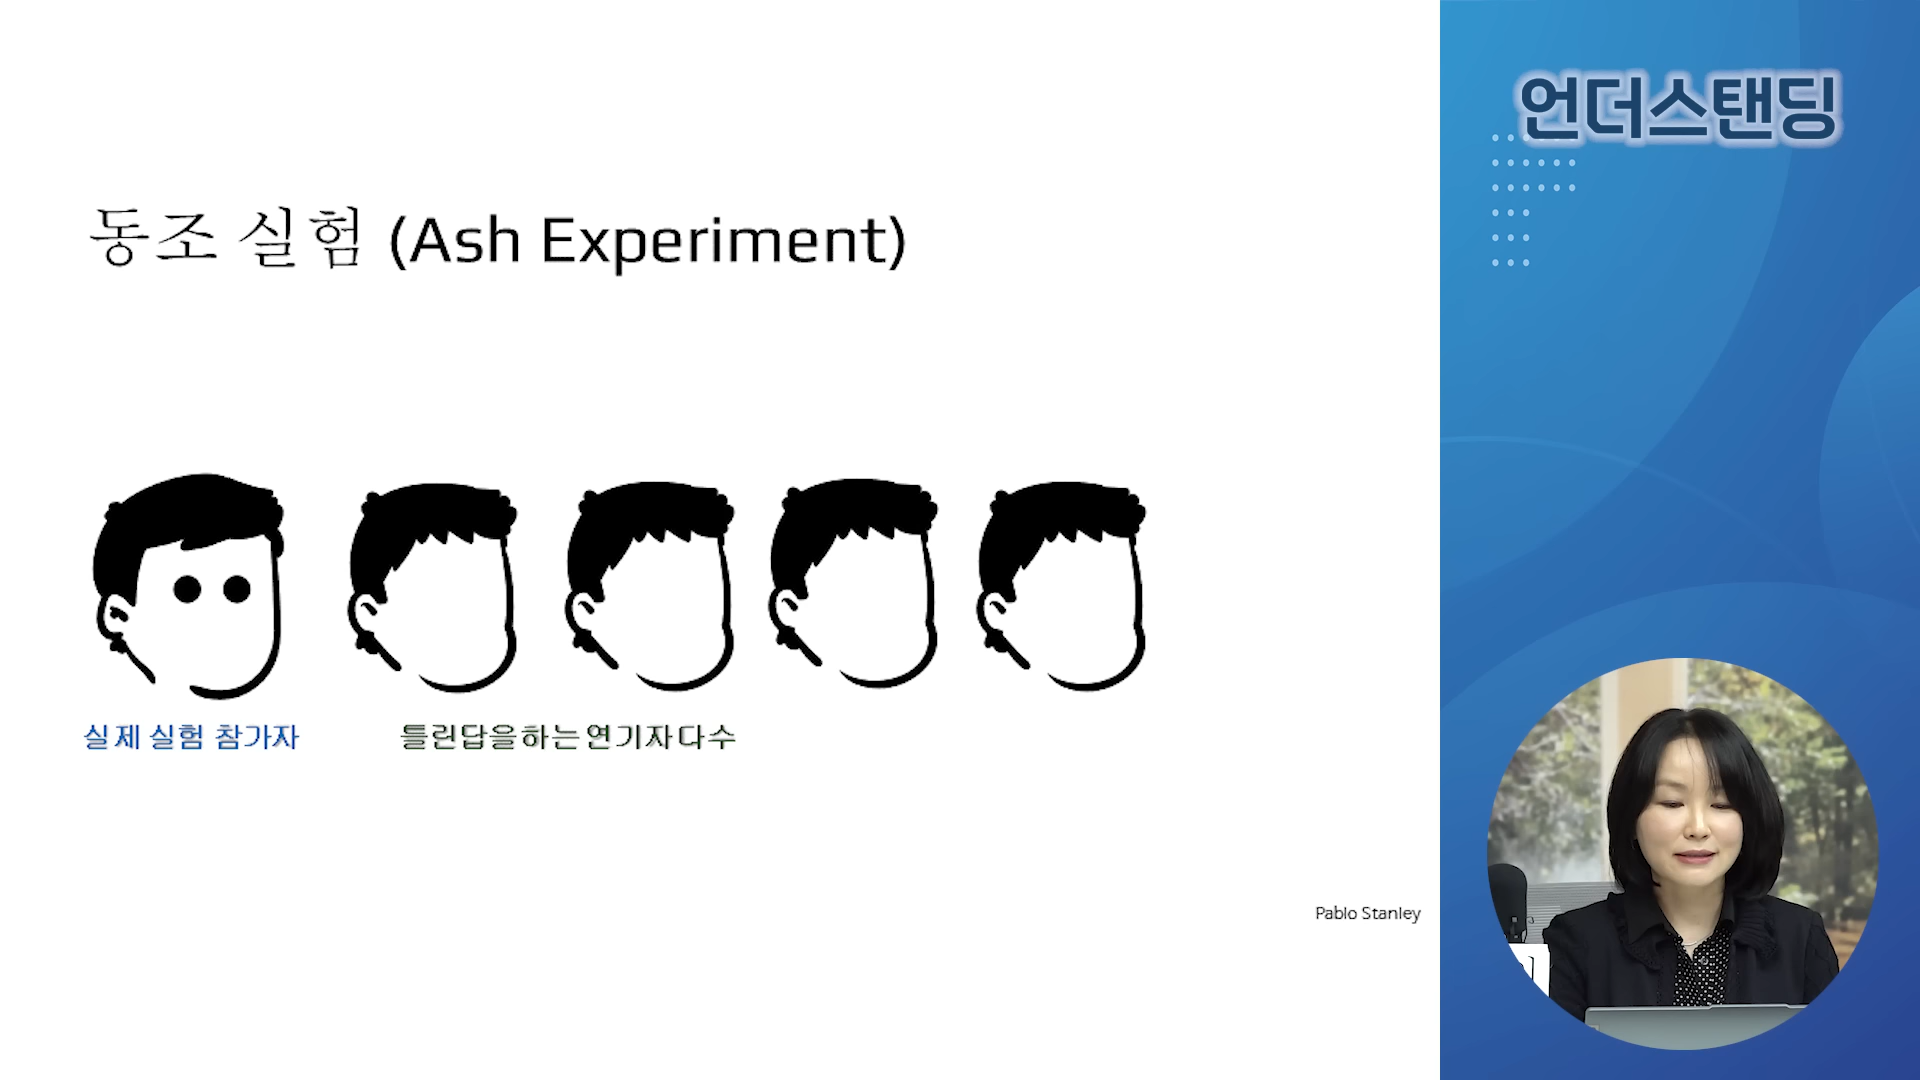 언더스탠딩
동조 실험 (Ash Experiment)
실제 실험 참가자
틀린답을하는연기자다수
Pablo Stanley